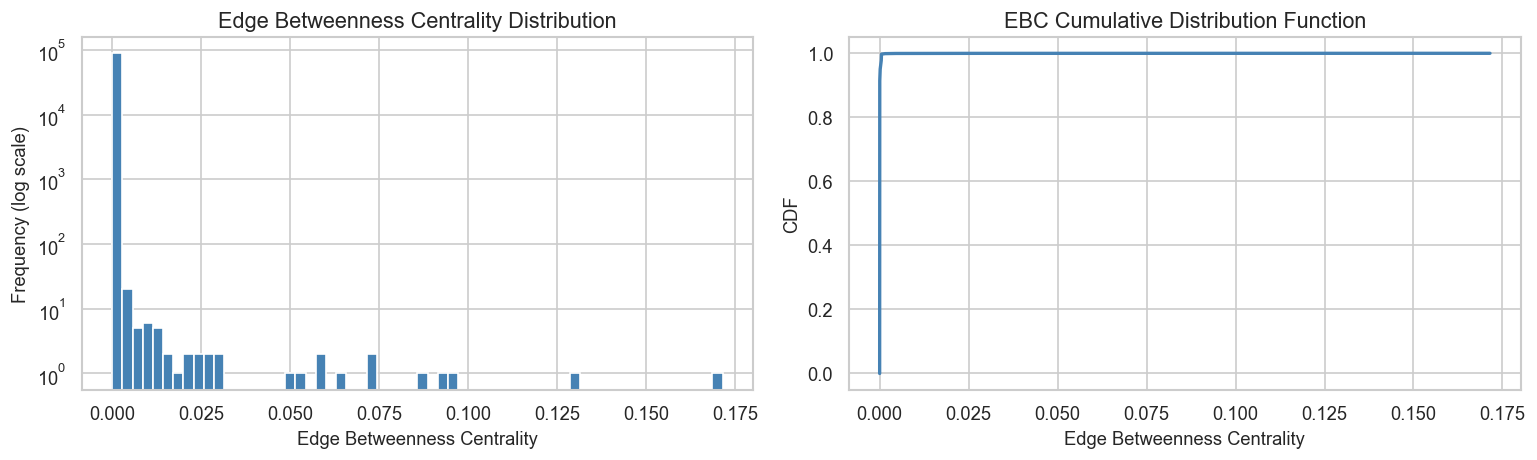 Edge Betweenness Centrality Distribution
Frequency (log scale)
10^5
10^4
10^3
10^2
10^1
10^0
0.000 0.025 0.050 0.075 0.100 0.125 0.150 0.175
Edge Betweenness Centrality
EBC Cumulative Distribution Function
CDF
1.0
0.8
0.6
0.4
0.2
0.0
0.000 0.025 0.050 0.075 0.100 0.125 0.150 0.175
Edge Betweenness Centrality